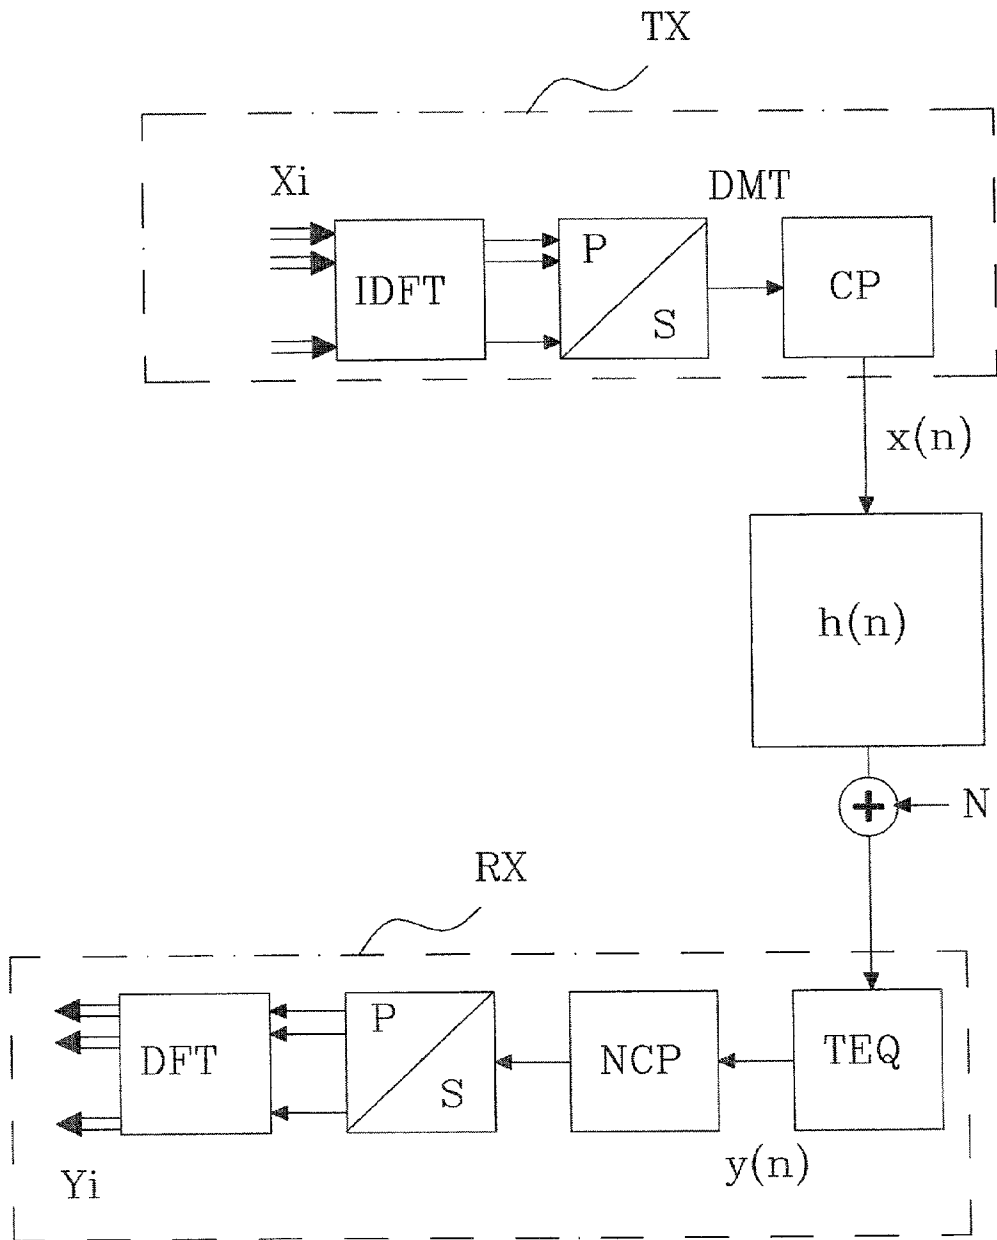 TX
Xi
DMT
IDFT
P
S
CP
x(n)
h(n)
N
RX
DFT
P
S
NCP
TEQ
Yi
y(n)